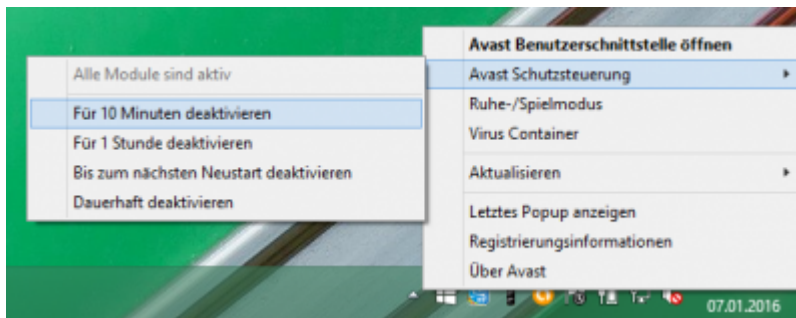 Avast Benutzerschnittstelle öffnen
Avast Schutzsteuerung
Ruhe-/Spielmodus
Virus Container
Aktualisieren
Letztes Popup anzeigen
Registrierungsinformationen
Über Avast
Alle Module sind aktiv
Für 10 Minuten deaktivieren
Für 1 Stunde deaktivieren
Bis zum nächsten Neustart deaktivieren
Dauerhaft deaktivieren
07.01.2016